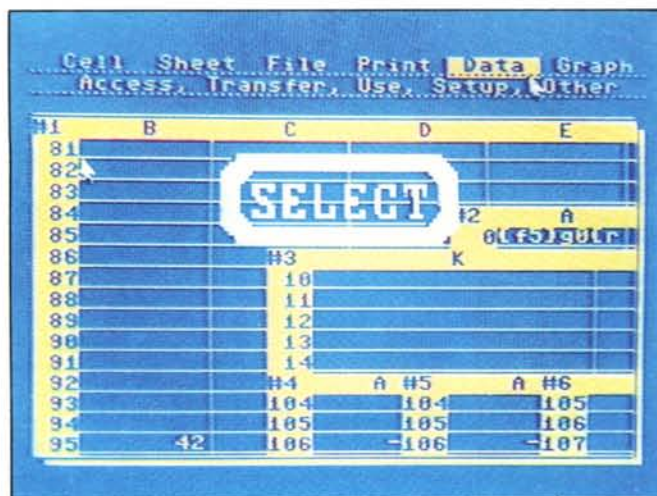 Cell Sheet File Print Data Graph
Access, Transfer, Use, Setup, Other
#1 B C D E
81
82
83
SELECT
84 #2 A
85 0
86 #3 K
87 10
88 11
89 12
90 13
91 14
92 #4 A #5 A #6
93 104 104 105
94 105 105 106
95 42 106 -106 -107